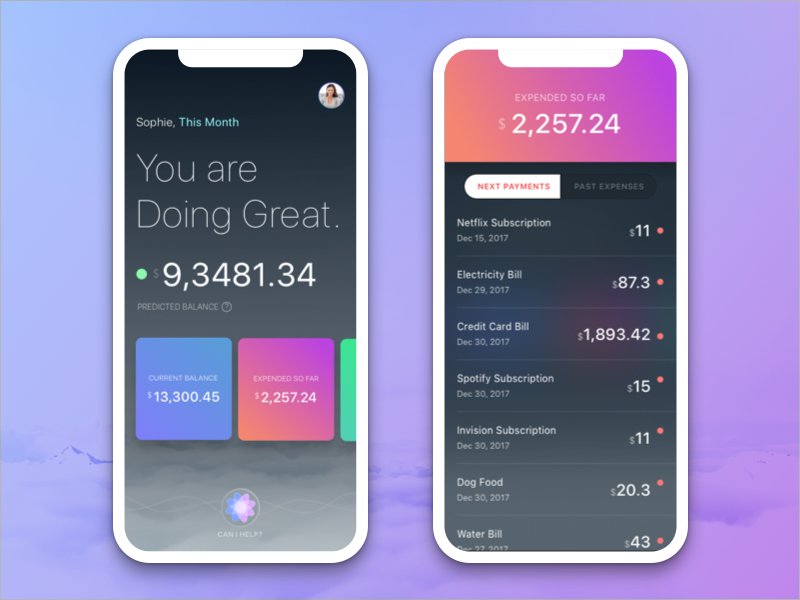 Sophie, This Month
You are
Doing Great.
$ 9,3481.34
PREDICTED BALANCE ?
CURRENT BALANCE
$ 13,300.45
EXPENDED SO FAR
$ 2,257.24
CAN I HELP?
EXPENDED SO FAR
$ 2,257.24
NEXT PAYMENTS
PAST EXPENSES
Netflix Subscription
Dec 15, 2017
$11
Electricity Bill
Dec 29, 2017
$87.3
Credit Card Bill
Dec 30, 2017
$1,893.42
Spotify Subscription
Dec 30, 2017
$15
Invision Subscription
Dec 30, 2017
$11
Dog Food
Dec 30, 2017
$20.3
Water Bill
Dec 27, 2017
$43